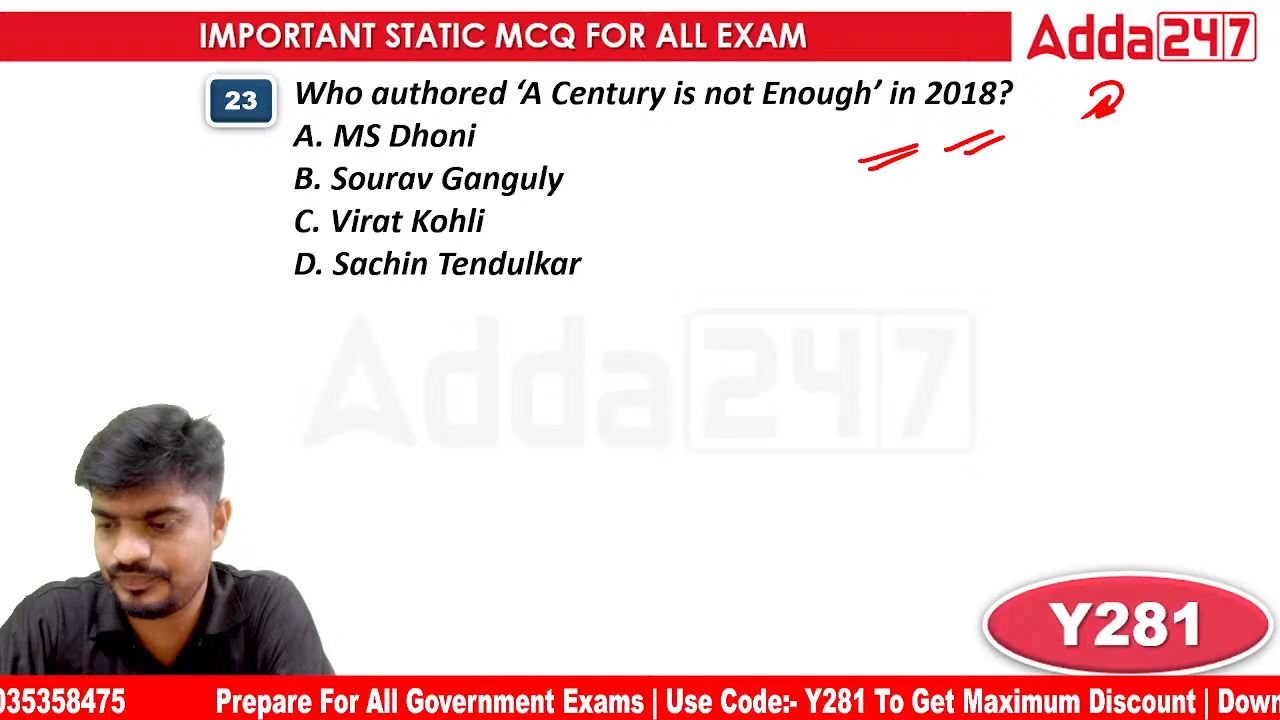 IMPORTANT STATIC MCQ FOR ALL EXAM
Adda247
23
Who authored ‘A Century is not Enough’ in 2018?
A. MS Dhoni
B. Sourav Ganguly
C. Virat Kohli
D. Sachin Tendulkar
Adda247
Y281
035358475 Prepare For All Government Exams | Use Code:- Y281 To Get Maximum Discount | Down